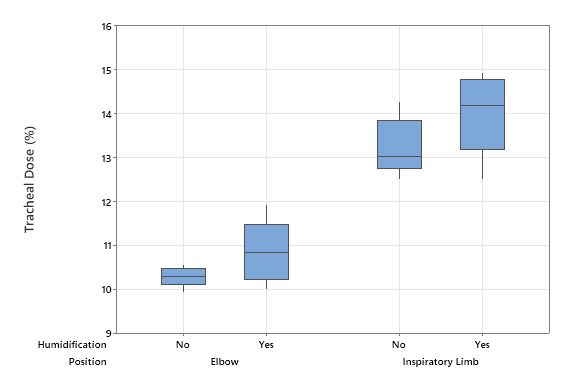 16
15
14
13
12
11
10
9
Tracheal Dose (%)
Humidification No Yes No Yes
Position Elbow Inspiratory Limb